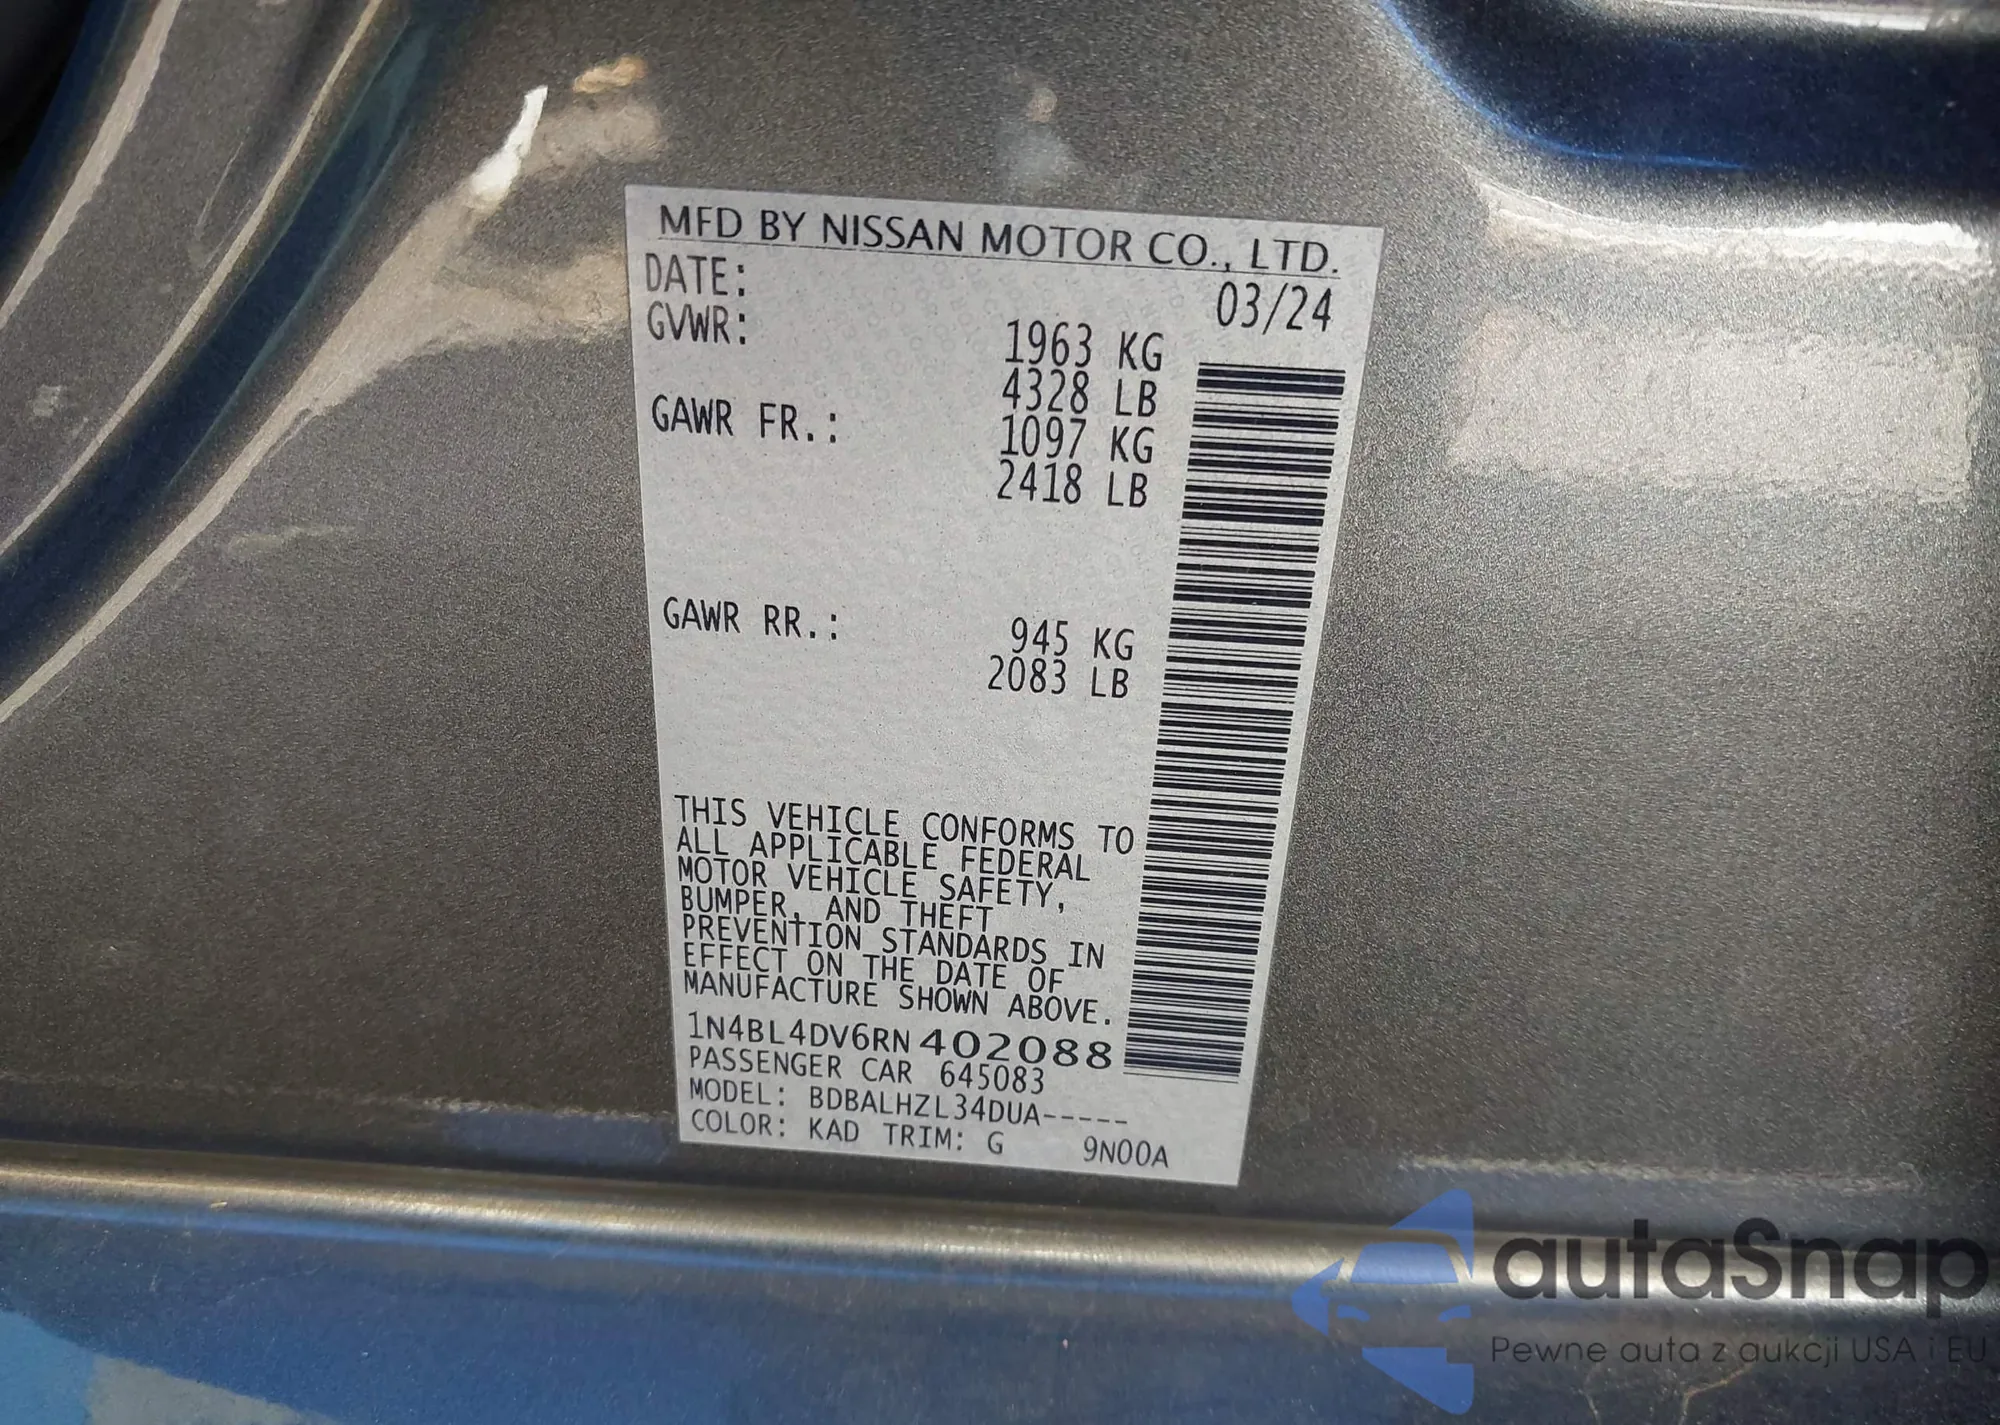 MFD BY NISSAN MOTOR CO., LTD.
DATE: 03/24
GVWR: 1963 KG
4328 LB
GAWR FR.: 1097 KG
2418 LB
GAWR RR.: 945 KG
2083 LB
THIS VEHICLE CONFORMS TO
ALL APPLICABLE FEDERAL
MOTOR VEHICLE SAFETY,
BUMPER, AND THEFT
PREVENTION STANDARDS IN
EFFECT ON THE DATE OF
MANUFACTURE SHOWN ABOVE.
1N4BL4DV6RN402088
PASSENGER CAR 645083
MODEL: BDBALHZL34DUA-----
COLOR: KAD TRIM: G 9N00A
autaSnap
Pewne auta z aukcji USA i EU